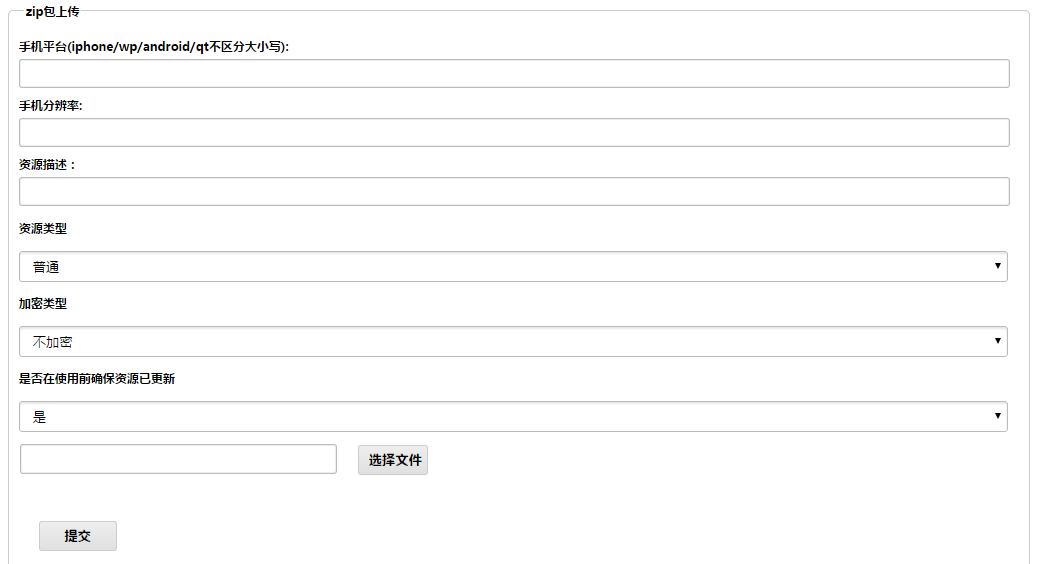 zip包上传
手机平台(iphone/wp/android/qt不区分大小写):
手机分辨率:
资源描述：
资源类型
普通
加密类型
不加密
是否在使用前确保资源已更新
是
选择文件
提交